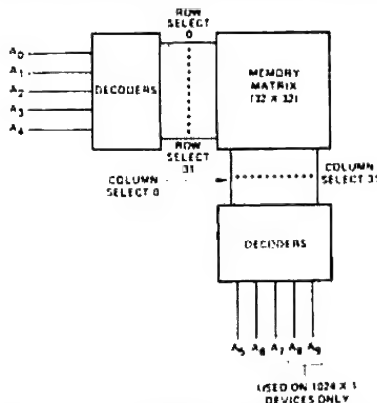 ROW
SELECT
0
A0
A1
A2
A3
A4
DECODERS
MEMORY
MATRIX
(32 X 32)
ROW
SELECT
31
COLUMN
SELECT 0
COLUMN
SELECT 31
DECODERS
A5 A6 A7 A8 A9
USED ON 1024 X 1
DEVICES ONLY